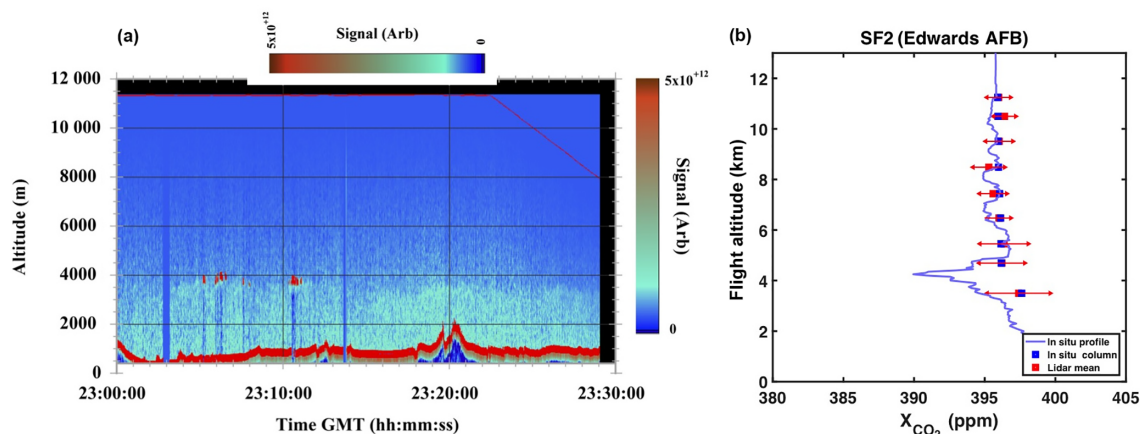 (a)
Signal (Arb)
5x10+12
0
12 000
10 000
8000
6000
4000
2000
0
Altitude (m)
23:00:00
23:10:00
23:20:00
23:30:00
Time GMT (hh:mm:ss)
5x10+12
Signal (Arb)
0
(b)
SF2 (Edwards AFB)
12
10
8
6
4
2
0
Flight altitude (km)
380
385
390
395
400
405
XCO2 (ppm)
In situ profile
In situ column
Lidar mean